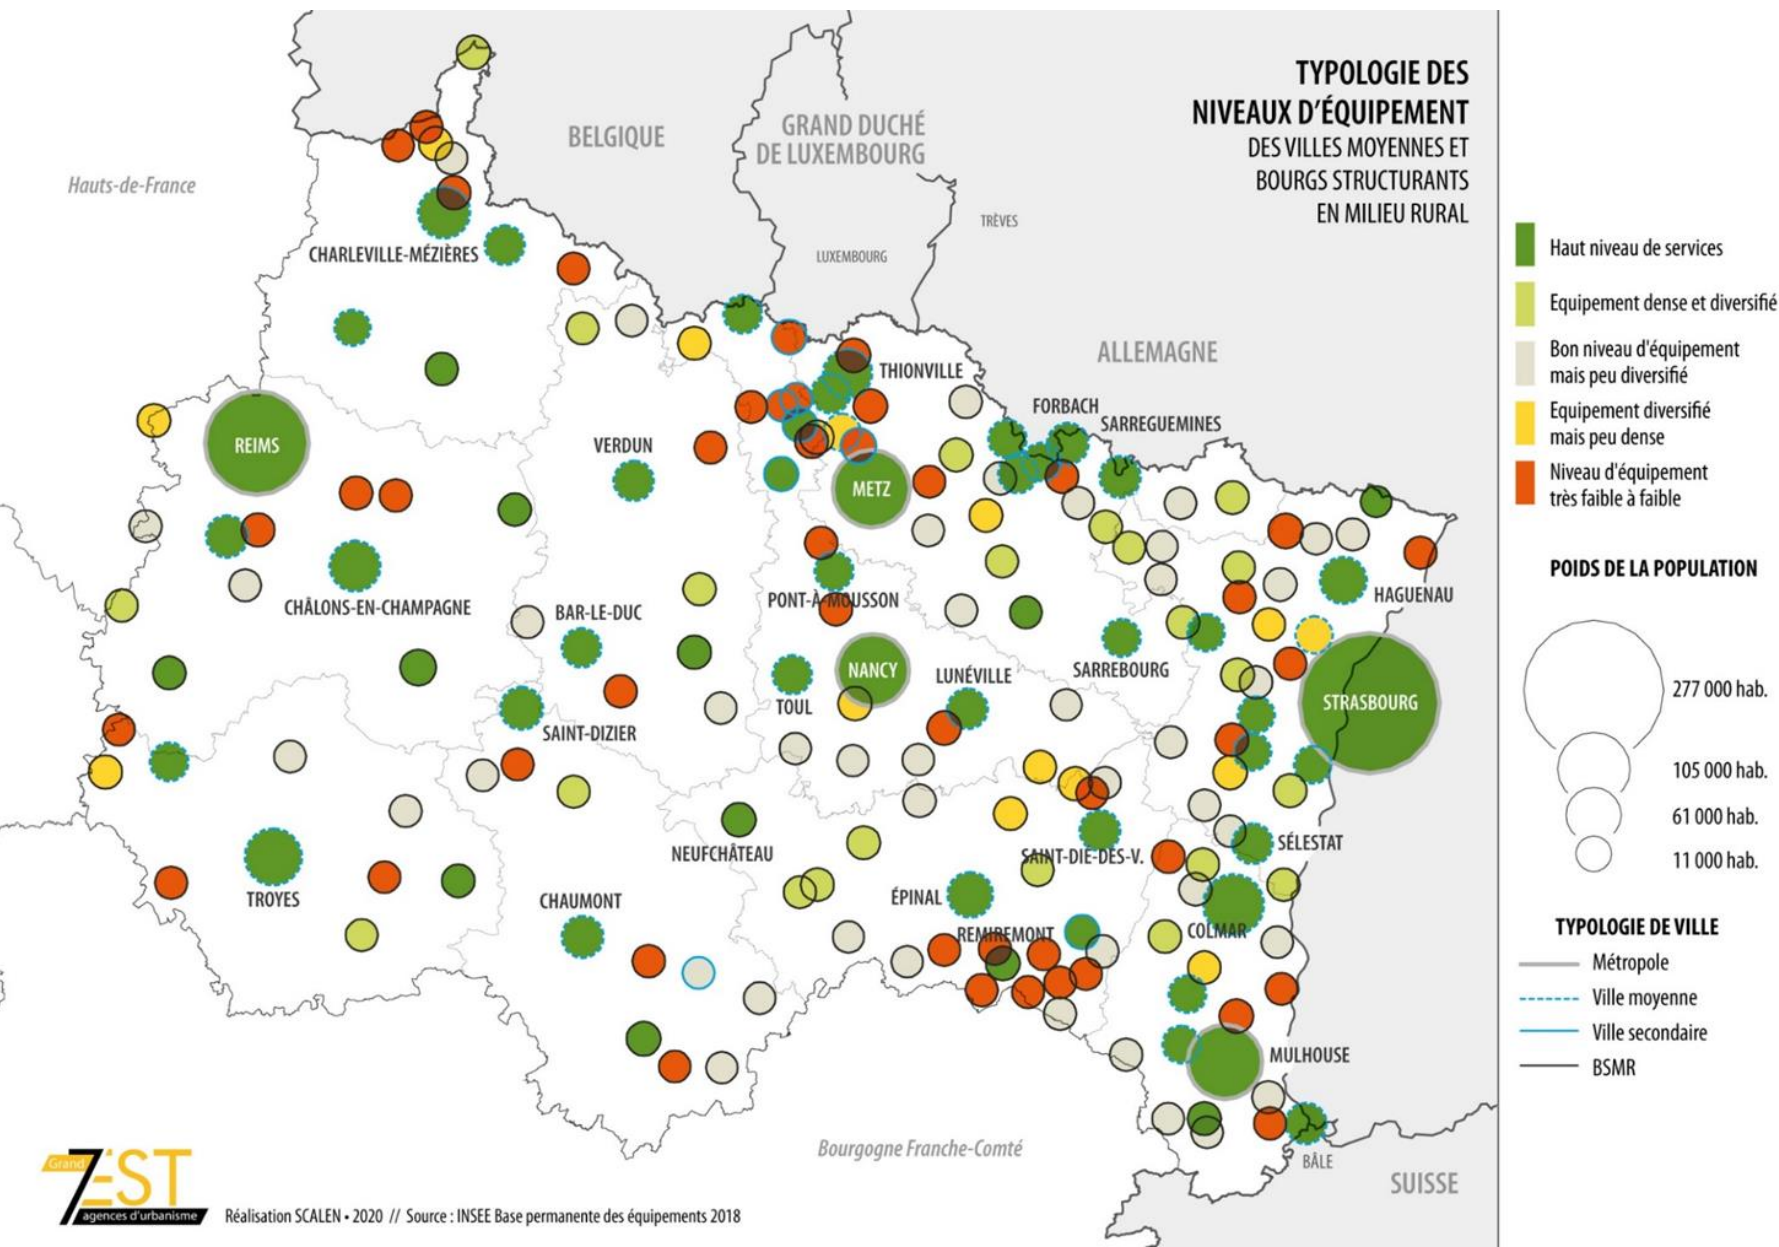 TYPOLOGIE DES
NIVEAUX D'ÉQUIPEMENT
DES VILLES MOYENNES ET
BOURGS STRUCTURANTS
EN MILIEU RURAL
BELGIQUE
GRAND DUCHÉ
DE LUXEMBOURG
Hauts-de-France
TRÈVES
LUXEMBOURG
CHARLEVILLE-MÉZIÈRES
ALLEMAGNE
THIONVILLE
FORBACH
SARREGUEMINES
REIMS
VERDUN
METZ
HAGUENAU
CHÂLONS-EN-CHAMPAGNE
BAR-LE-DUC
PONT-À-MOUSSON
NANCY
LUNÉVILLE
SARREBOURG
STRASBOURG
TOUL
SAINT-DIZIER
SÉLESTAT
NEUFCHÂTEAU
SAINT-DIE-DES-V.
TROYES
CHAUMONT
ÉPINAL
REMIREMONT
COLMAR
MULHOUSE
Bourgogne Franche-Comté
BÂLE
SUISSE
Haut niveau de services
Equipement dense et diversifié
Bon niveau d'équipement
mais peu diversifié
Equipement diversifié
mais peu dense
Niveau d'équipement
très faible à faible
POIDS DE LA POPULATION
277 000 hab.
105 000 hab.
61 000 hab.
11 000 hab.
TYPOLOGIE DE VILLE
Métropole
Ville moyenne
Ville secondaire
BSMR
Grand
7EST
agences d'urbanisme
Réalisation SCALEN • 2020 // Source : INSEE Base permanente des équipements 2018